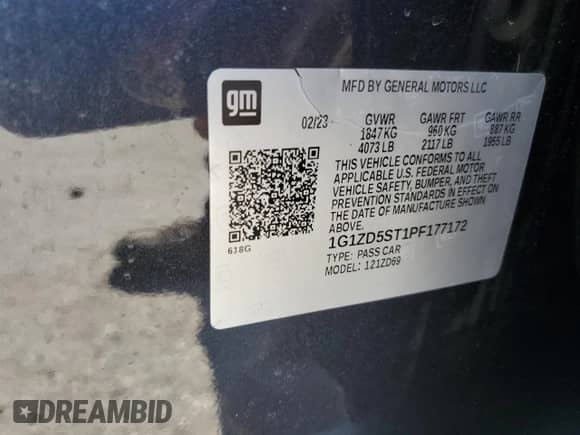 gm
MFD BY GENERAL MOTORS LLC
02/23 GVWR GAWR FRT GAWR RR
1847 KG 960 KG 887 KG
4073 LB 2117 LB 1955 LB
THIS VEHICLE CONFORMS TO ALL
APPLICABLE U.S. FEDERAL MOTOR
VEHICLE SAFETY, BUMPER, AND THEFT
PREVENTION STANDARDS IN EFFECT ON
THE DATE OF MANUFACTURE SHOWN
ABOVE.
1G1ZD5ST1PF177172
TYPE: PASS CAR
MODEL: 121ZD69
618G
DREAMBID